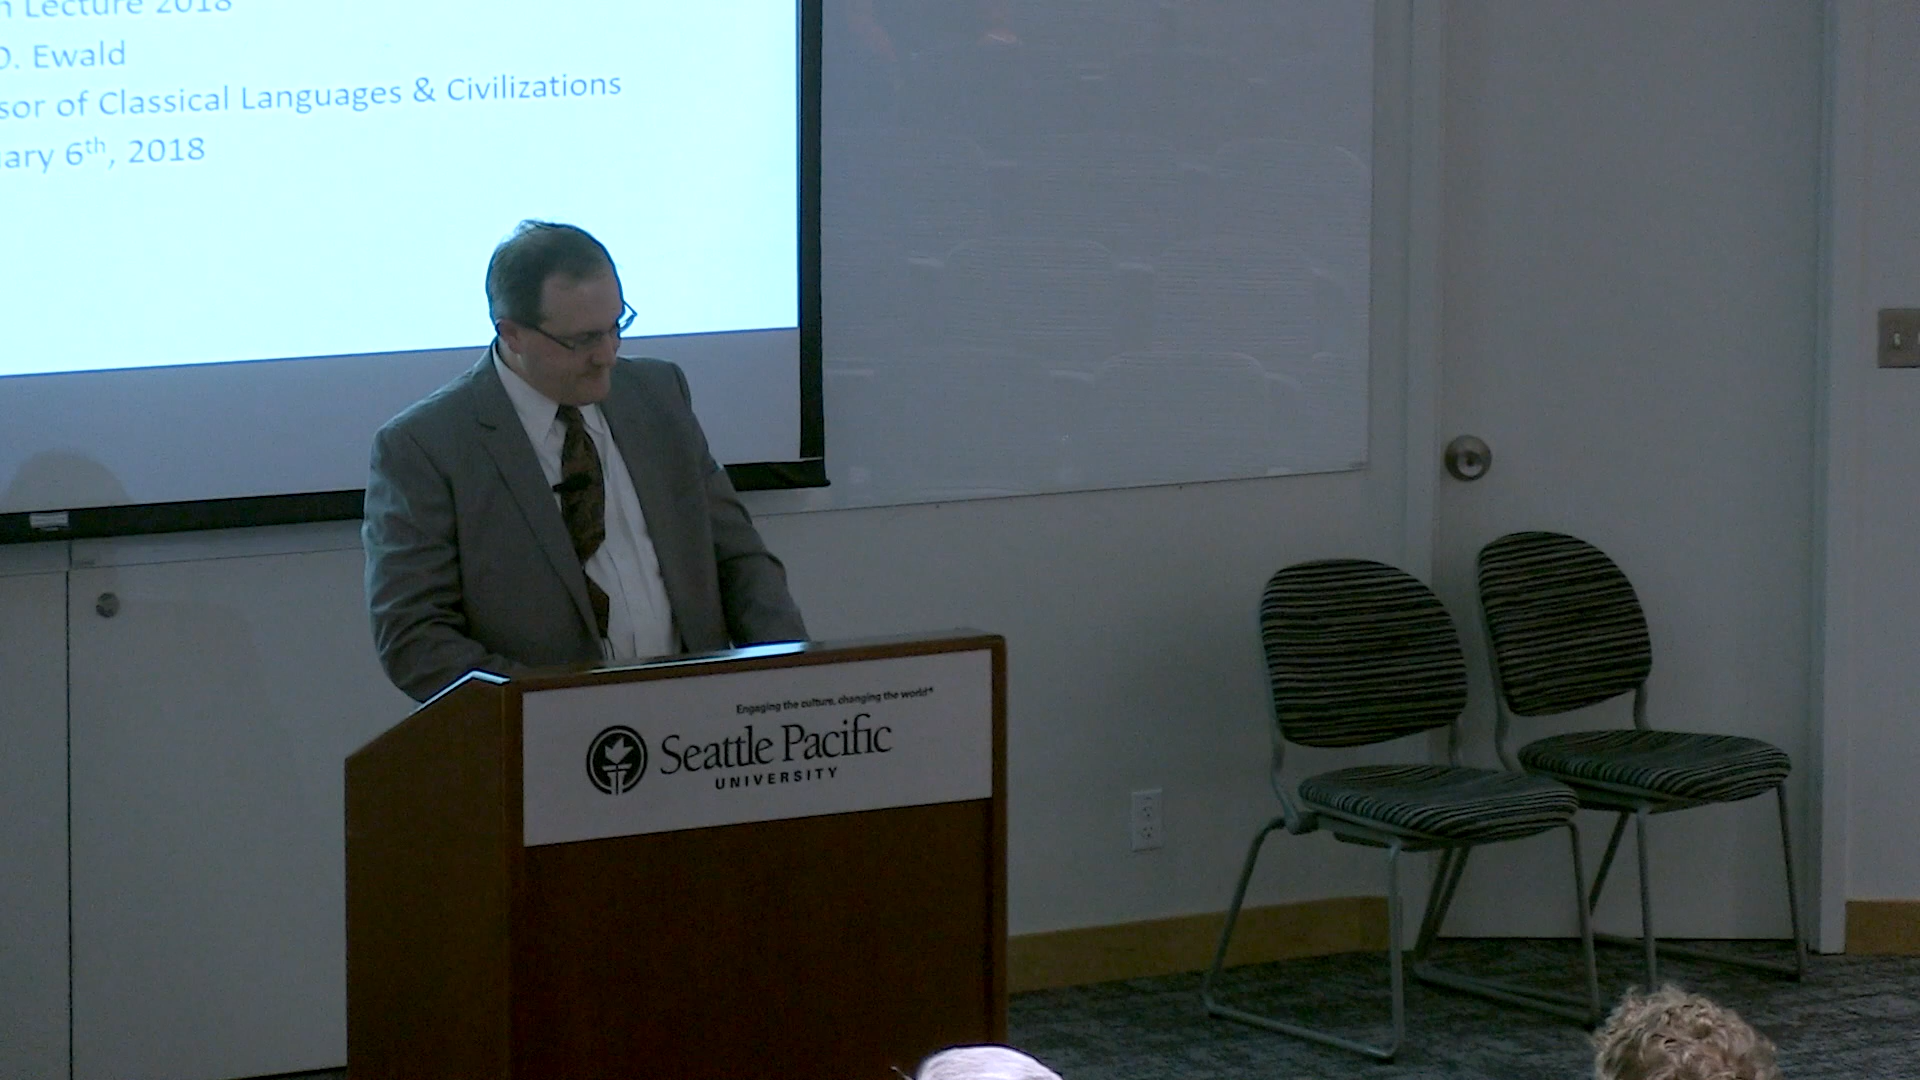 Lecture 2018
O. Ewald
sor of Classical Languages & Civilizations
uary 6th, 2018
Engaging the culture, changing the world®
Seattle Pacific
UNIVERSITY